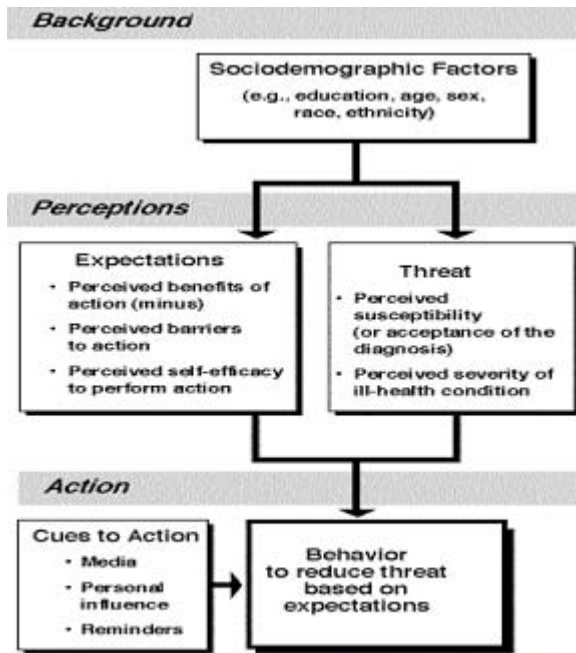 Background
Sociodemographic Factors
(e.g., education, age, sex,
race, ethnicity)
Perceptions
Expectations
• Perceived benefits of
action (minus)
• Perceived barriers
to action
• Perceived self-efficacy
to perform action
Threat
• Perceived
susceptibility
(or acceptance of the
diagnosis)
• Perceived severity of
ill-health condition
Action
Cues to Action
• Media
• Personal
influence
• Reminders
Behavior
to reduce threat
based on
expectations